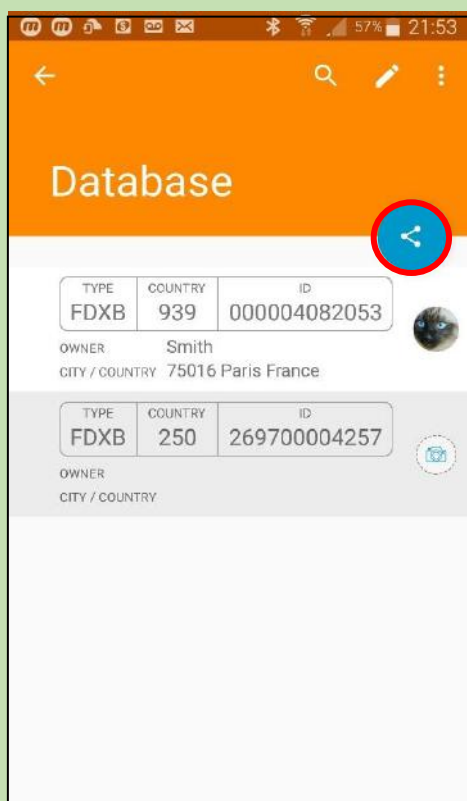 57% 21:53
Database
TYPE COUNTRY ID
FDXB 939 000004082053
OWNER Smith
CITY / COUNTRY 75016 Paris France
TYPE COUNTRY ID
FDXB 250 269700004257
OWNER
CITY / COUNTRY